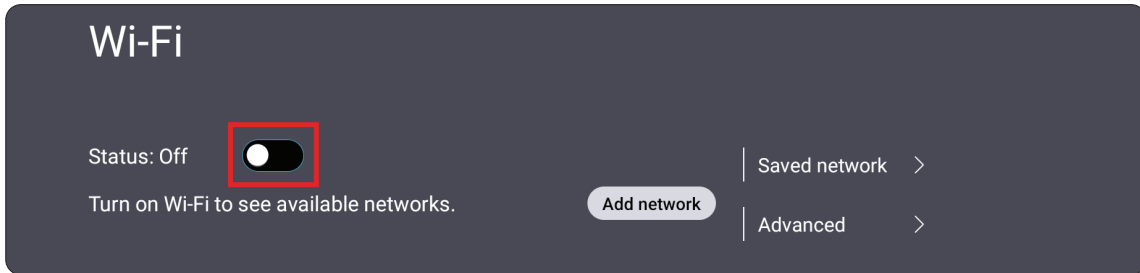 Wi-Fi
Status: Off
Turn on Wi-Fi to see available networks.
Add network
Saved network
Advanced